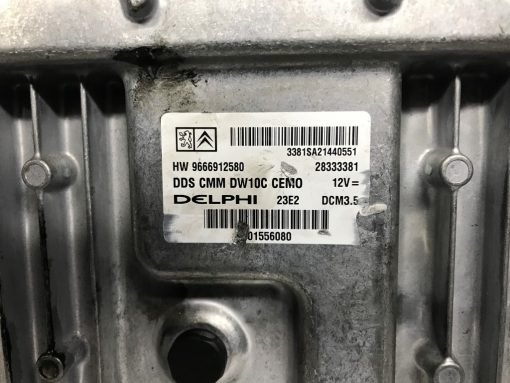 3381SA21440551
HW 9666912580 28333381
DDS CMM DW10C CEMO 12V =
DELPHI 23E2 DCM3.5
01556080